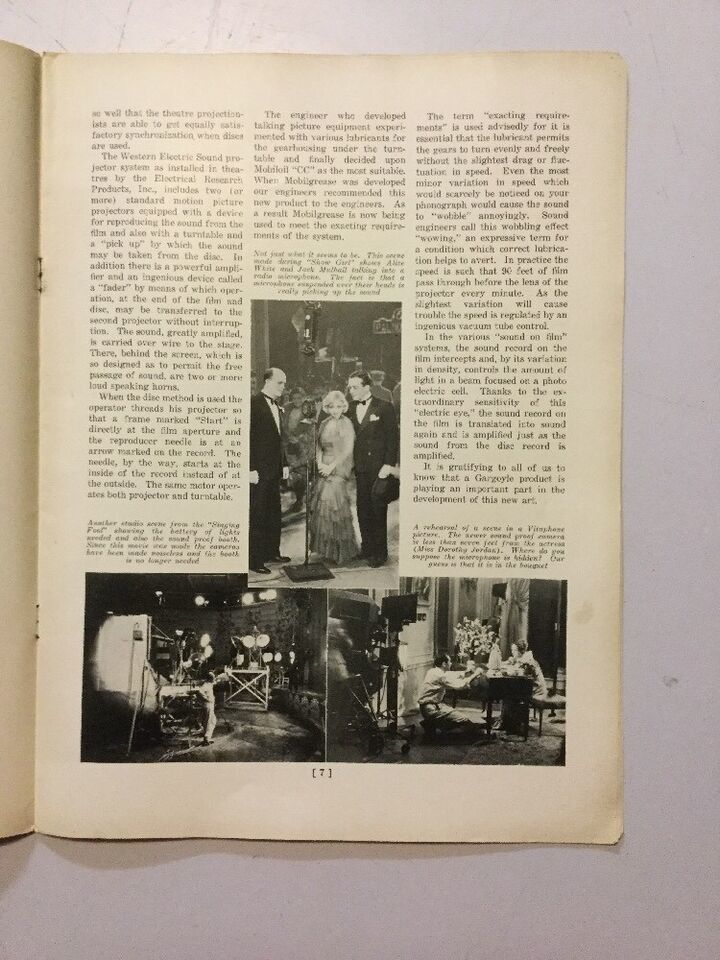 so well that the theatre projection-
ists are able to get equally satis-
factory synchronization when discs
are used.
The Western Electric Sound pro-
jector system as installed in thea-
tres by the Electrical Research
Products, Inc., includes two (or
more) standard motion picture
projectors equipped with a device
for reproducing the sound from the
film and also with a turntable and
a "pick up" by which the sound
may be taken from the disc. In
addition there is a powerful ampli-
fier and an ingenious device called
a "fader" by means of which oper-
ation, at the end of the film and
disc, may be transferred to the
second projector without interrup-
tion. The sound, greatly amplified,
is carried over wire to the stage.
There, behind the screen, which is
so designed as to permit the free
passage of sound, are two or more
loud speaking horns.
When the disc method is used the
operator threads his projector so
that a frame marked "Start" is
directly at the film aperture and
the reproducer needle is at an
arrow marked on the record. The
needle, by the way, starts at the
inside of the record instead of at
the outside. The same motor oper-
ates both projector and turntable.
Another studio scene from the "Singing
Fool" showing the battery of lights
needed and also the sound proof booth.
Since this movie was made the cameras
have been made noiseless and the booth
is no longer needed
The engineer who developed
talking picture equipment experi-
mented with various lubricants for
the gearhousing under the turn-
table and finally decided upon
Mobiloil "CC" as the most suitable.
When Mobilgrease was developed
our engineers recommended this
new product to the engineers. As
a result Mobilgrease is now being
used to meet the exacting require-
ments of the system.
Not just what it seems to be. This scene
made during "Show Girl" shows Alice
White and Jack Mulhall talking into a
radio microphone. The fact is that a
microphone suspended over their heads is
really picking up the sound
The term "exacting require-
ments" is used advisedly for it is
essential that the lubricant permits
the gears to turn evenly and freely
without the slightest drag or fluc-
tuation in speed. Even the most
minor variation in speed which
would scarcely be noticed on your
phonograph would cause the sound
to "wobble" annoyingly. Sound
engineers call this wobbling effect
"wowing," an expressive term for
a condition which correct lubrica-
tion helps to avert. In practice the
speed is such that 90 feet of film
pass through before the lens of the
projector every minute. As the
slightest variation will cause
trouble the speed is regulated by an
ingenious vacuum tube control.
In the various "sound on film"
systems, the sound record on the
film intercepts and, by its variation
in density, controls the amount of
light in a beam focused on a photo
electric cell. Thanks to the ex-
traordinary sensitivity of this
"electric eye," the sound record on
the film is translated into sound
again and is amplified just as the
sound from the disc record is
amplified.
It is gratifying to all of us to
know that a Gargoyle product is
playing an important part in the
development of this new art.
A rehearsal of a scene in a Vitaphone
picture. The newer sound proof camera
is less than seven feet from the actress
(Miss Dorothy Jordan). Where do you
suppose the microphone is hidden? Our
guess is that it is in the bouquet
[7]